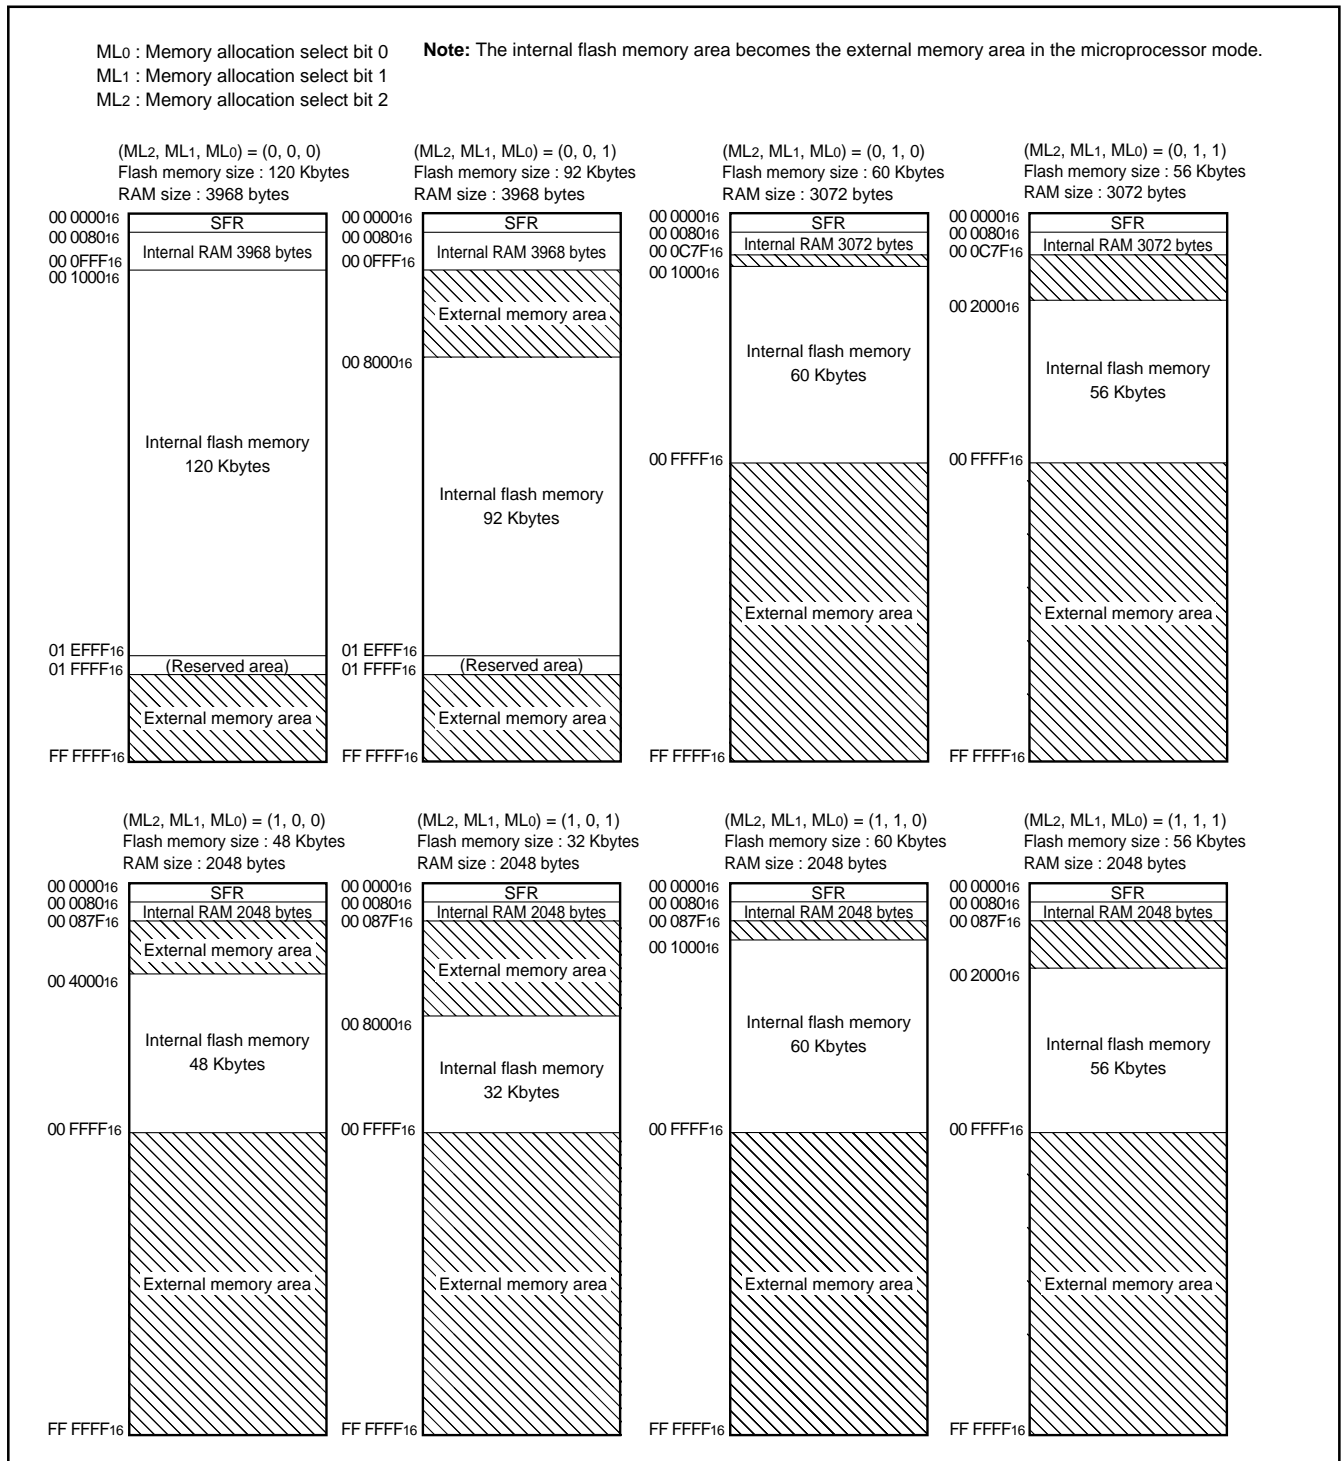 ML0 : Memory allocation select bit 0
ML1 : Memory allocation select bit 1
ML2 : Memory allocation select bit 2
Note: The internal flash memory area becomes the external memory area in the microprocessor mode.
(ML2, ML1, ML0) = (0, 0, 0)
Flash memory size : 120 Kbytes
RAM size : 3968 bytes
00 000016
SFR
00 008016
Internal RAM 3968 bytes
00 0FFF16
00 100016
Internal flash memory
120 Kbytes
01 EFFF16
01 FFFF16
(Reserved area)
External memory area
FF FFFF16
(ML2, ML1, ML0) = (0, 0, 1)
Flash memory size : 92 Kbytes
RAM size : 3968 bytes
00 000016
SFR
00 008016
Internal RAM 3968 bytes
00 0FFF16
External memory area
00 800016
Internal flash memory
92 Kbytes
01 EFFF16
01 FFFF16
(Reserved area)
External memory area
FF FFFF16
(ML2, ML1, ML0) = (0, 1, 0)
Flash memory size : 60 Kbytes
RAM size : 3072 bytes
00 000016
SFR
00 008016
Internal RAM 3072 bytes
00 0C7F16
00 100016
Internal flash memory
60 Kbytes
00 FFFF16
External memory area
FF FFFF16
(ML2, ML1, ML0) = (0, 1, 1)
Flash memory size : 56 Kbytes
RAM size : 3072 bytes
00 000016
SFR
00 008016
Internal RAM 3072 bytes
00 0C7F16
00 200016
Internal flash memory
56 Kbytes
00 FFFF16
External memory area
FF FFFF16
(ML2, ML1, ML0) = (1, 0, 0)
Flash memory size : 48 Kbytes
RAM size : 2048 bytes
00 000016
SFR
00 008016
Internal RAM 2048 bytes
00 087F16
External memory area
00 400016
Internal flash memory
48 Kbytes
00 FFFF16
External memory area
FF FFFF16
(ML2, ML1, ML0) = (1, 0, 1)
Flash memory size : 32 Kbytes
RAM size : 2048 bytes
00 000016
SFR
00 008016
Internal RAM 2048 bytes
00 087F16
External memory area
00 800016
Internal flash memory
32 Kbytes
00 FFFF16
External memory area
FF FFFF16
(ML2, ML1, ML0) = (1, 1, 0)
Flash memory size : 60 Kbytes
RAM size : 2048 bytes
00 000016
SFR
00 008016
Internal RAM 2048 bytes
00 087F16
00 100016
Internal flash memory
60 Kbytes
00 FFFF16
External memory area
FF FFFF16
(ML2, ML1, ML0) = (1, 1, 1)
Flash memory size : 56 Kbytes
RAM size : 2048 bytes
00 000016
SFR
00 008016
Internal RAM 2048 bytes
00 087F16
00 200016
Internal flash memory
56 Kbytes
00 FFFF16
External memory area
FF FFFF16